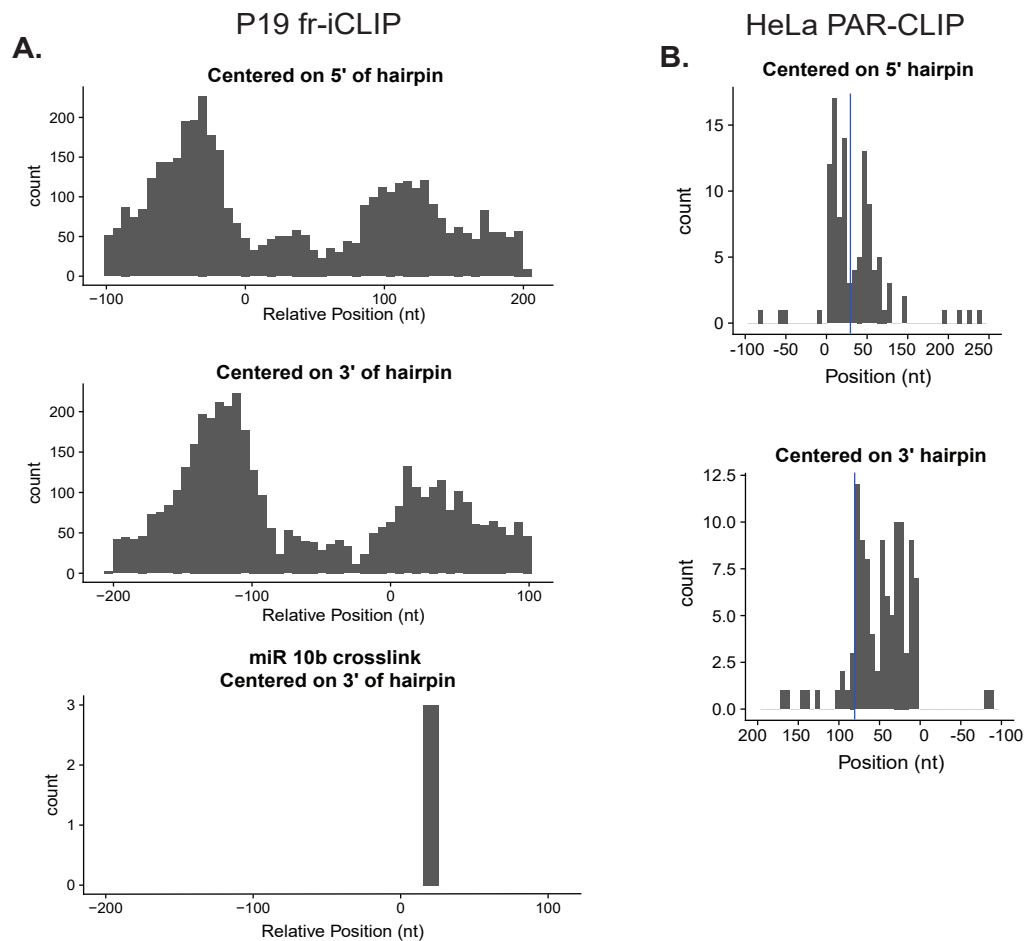 P19 fr-iCLIP
A.
Centered on 5' of hairpin
200
150
100
50
0
count
−100
0
100
200
Relative Position (nt)
Centered on 3' of hairpin
200
150
100
50
0
count
−200
−100
0
100
Relative Position (nt)
miR 10b crosslink
Centered on 3' of hairpin
3
2
1
0
count
−200
−100
0
100
Relative Position (nt)
HeLa PAR-CLIP
B.
Centered on 5' hairpin
15
10
5
0
count
-100
-50
0
50
100
150
200
250
Position (nt)
Centered on 3' hairpin
12.5
10.0
7.5
5.0
2.5
0.0
count
200
150
100
50
0
-50
-100
Position (nt)